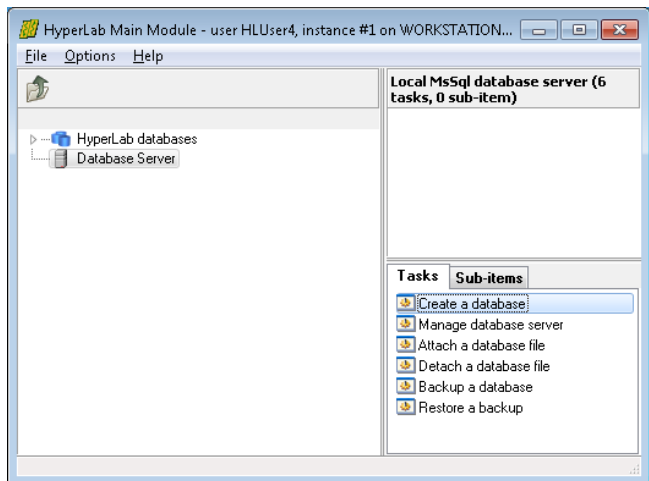 HyperLab Main Module - user HLUser4, instance #1 on WORKSTATION...
File Options Help
Local MsSql database server (6
tasks, 0 sub-item)
HyperLab databases
Database Server
Tasks Sub-items
Create a database
Manage database server
Attach a database file
Detach a database file
Backup a database
Restore a backup